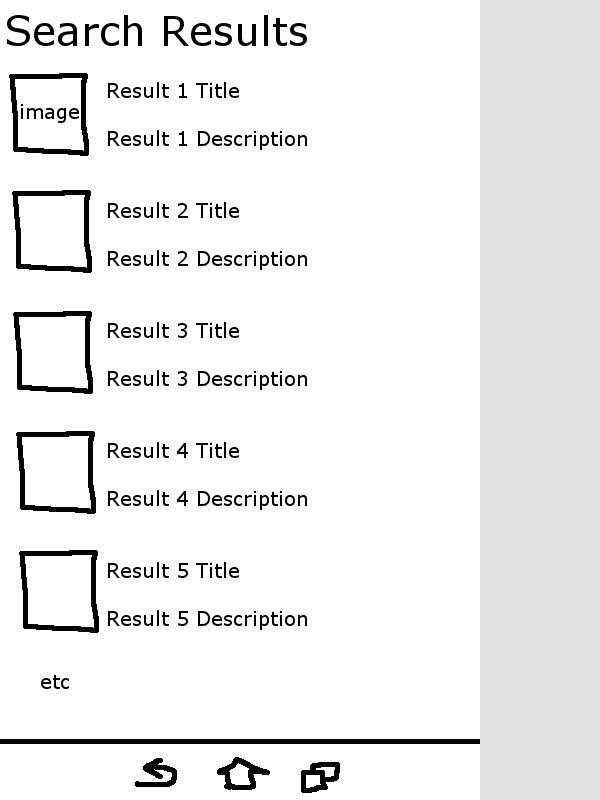 Search Results
image
Result 1 Title
Result 1 Description
Result 2 Title
Result 2 Description
Result 3 Title
Result 3 Description
Result 4 Title
Result 4 Description
Result 5 Title
Result 5 Description
etc